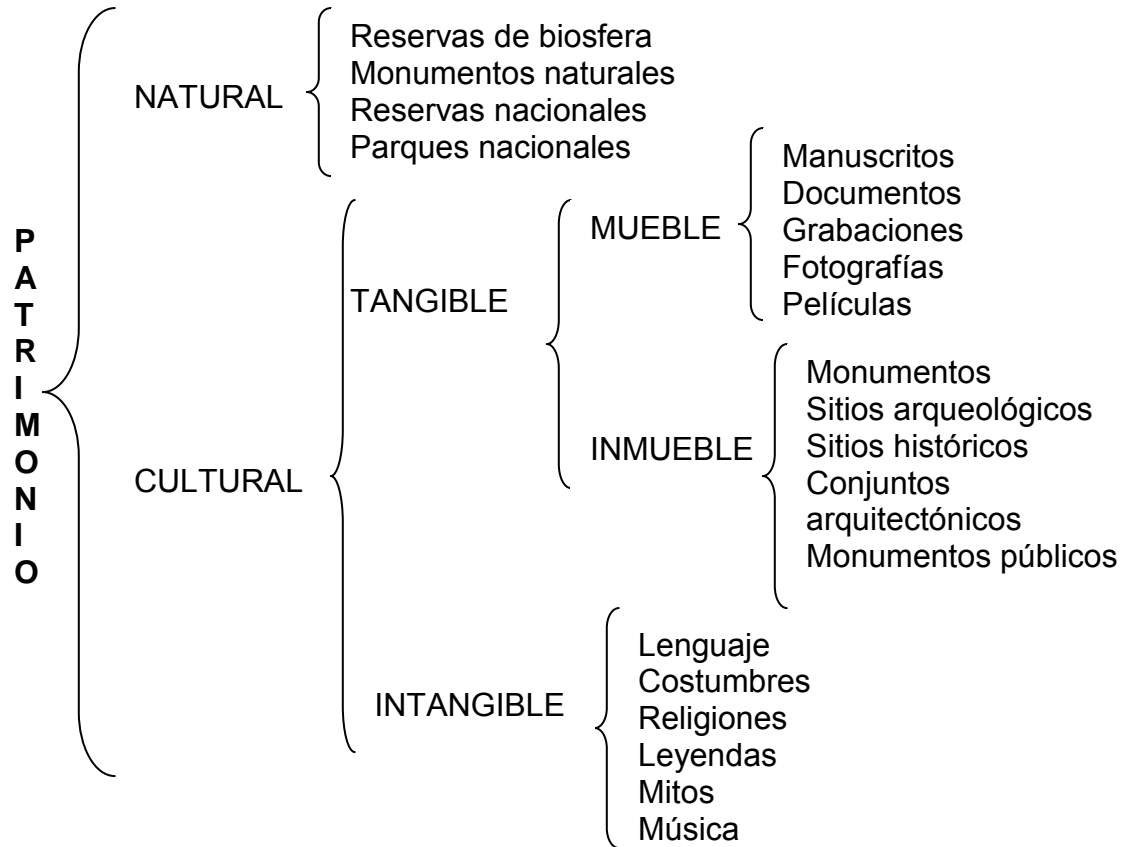 PATRIMONIO
NATURAL
Reservas de biosfera
Monumentos naturales
Reservas nacionales
Parques nacionales
CULTURAL
TANGIBLE
MUEBLE
Manuscritos
Documentos
Grabaciones
Fotografías
Películas
INMUEBLE
Monumentos
Sitios arqueológicos
Sitios históricos
Conjuntos
arquitectónicos
Monumentos públicos
INTANGIBLE
Lenguaje
Costumbres
Religiones
Leyendas
Mitos
Música